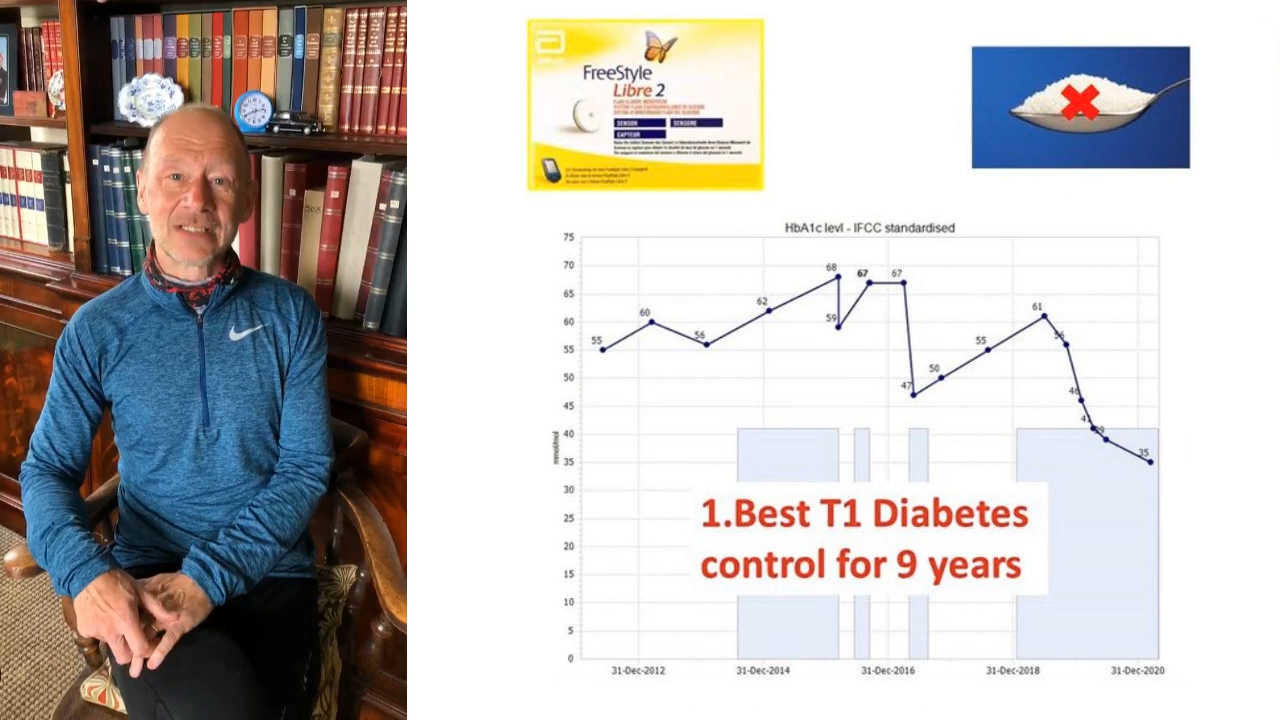 FreeStyle
Libre 2
SENSOR
SENSORE
CAPTEUR
HbA1c levl - IFCC standardised
75
70
65
60
55
50
45
40
35
30
25
20
15
10
5
0
mmol/mol
55
60
56
62
68
59
67
67
47
50
55
61
56
46
41
39
35
1.Best T1 Diabetes
control for 9 years
31-Dec-2012
31-Dec-2014
31-Dec-2016
31-Dec-2018
31-Dec-2020